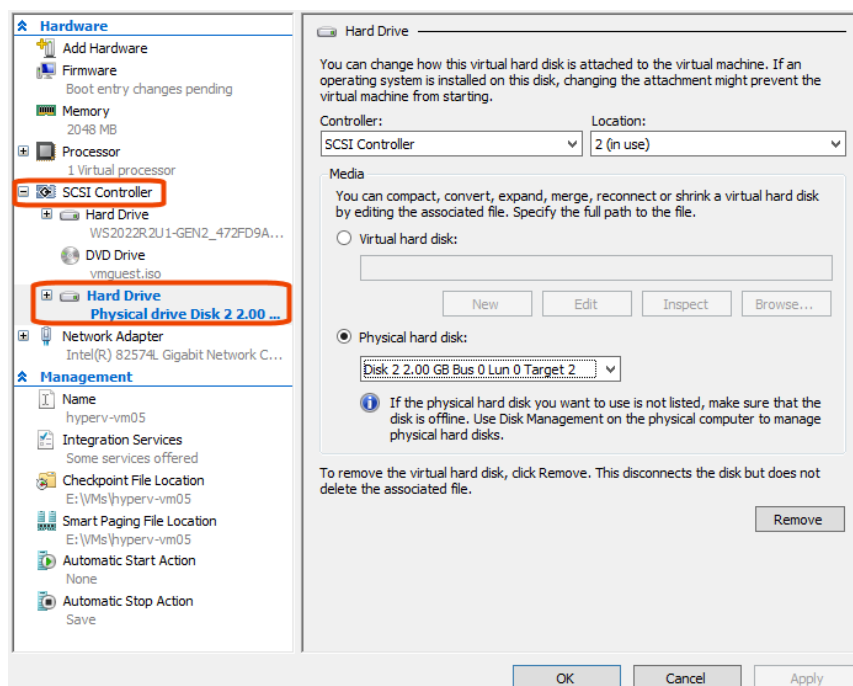 Hardware
Add Hardware
Firmware
Boot entry changes pending
Memory
2048 MB
Processor
1 Virtual processor
SCSI Controller
Hard Drive
WS2022R2U1-GEN2_472FD9A...
DVD Drive
vmguest.iso
Hard Drive
Physical drive Disk 2 2.00 ...
Network Adapter
Intel(R) 82574L Gigabit Network C...
Management
Name
hyperv-vm05
Integration Services
Some services offered
Checkpoint File Location
E:\VMs\hyperv-vm05
Smart Paging File Location
E:\VMs\hyperv-vm05
Automatic Start Action
None
Automatic Stop Action
Save
Hard Drive
You can change how this virtual hard disk is attached to the virtual machine. If an
operating system is installed on this disk, changing the attachment might prevent the
virtual machine from starting.
Controller:
Location:
SCSI Controller
2 (in use)
Media
You can compact, convert, expand, merge, reconnect or shrink a virtual hard disk
by editing the associated file. Specify the full path to the file.
Virtual hard disk:
New
Edit
Inspect
Browse...
Physical hard disk:
Disk 2 2.00 GB Bus 0 Lun 0 Target 2
If the physical hard disk you want to use is not listed, make sure that the
disk is offline. Use Disk Management on the physical computer to manage
physical hard disks.
To remove the virtual hard disk, click Remove. This disconnects the disk but does not
delete the associated file.
Remove
OK
Cancel
Apply